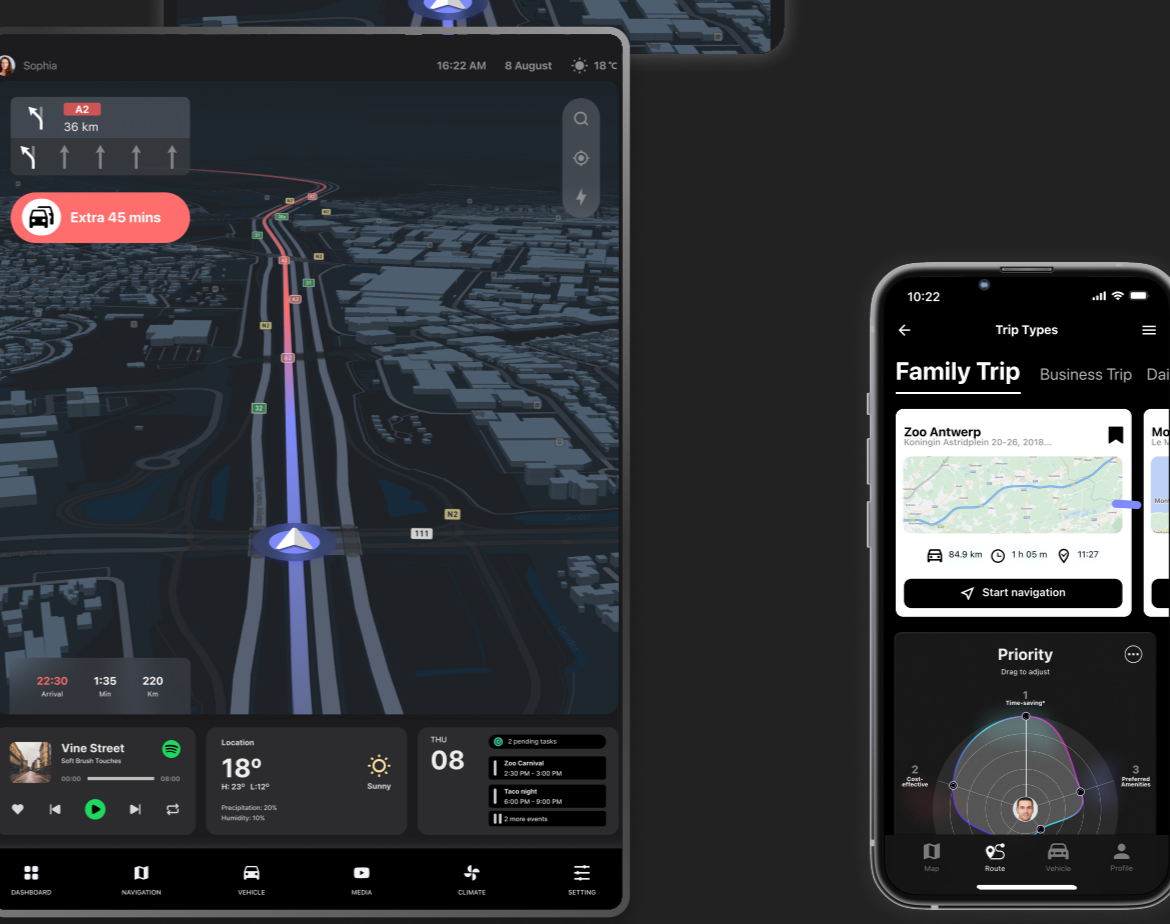 Sophia
16:22 AM
8 August
18°C
A2
36 km
Extra 45 mins
N2
32
N2
111
22:30
1:35
220
Arrival
Min
Km
Vine Street
Soft Brush Touches
00:00
08:00
Location
18º
H: 23º L:12º
Sunny
Precipitation: 20%
Humidity: 10%
THU
08
2 pending tasks
Zoo Carnival
2:30 PM - 3:00 PM
Taco night
6:00 PM - 9:00 PM
2 more events
DASHBOARD
NAVIGATION
VEHICLE
MEDIA
CLIMATE
SETTING
10:22
Trip Types
Family Trip
Business Trip
Dai
Zoo Antwerp
Koningin Astridplein 20-26, 2018...
Mo
Le M
84.9 km
1 h 05 m
11:27
Start navigation
Priority
Drag to adjust
1
Time-saving*
2
Cost-
effective
3
Preferred
Amenities
Map
Route
Vehicle
Profile